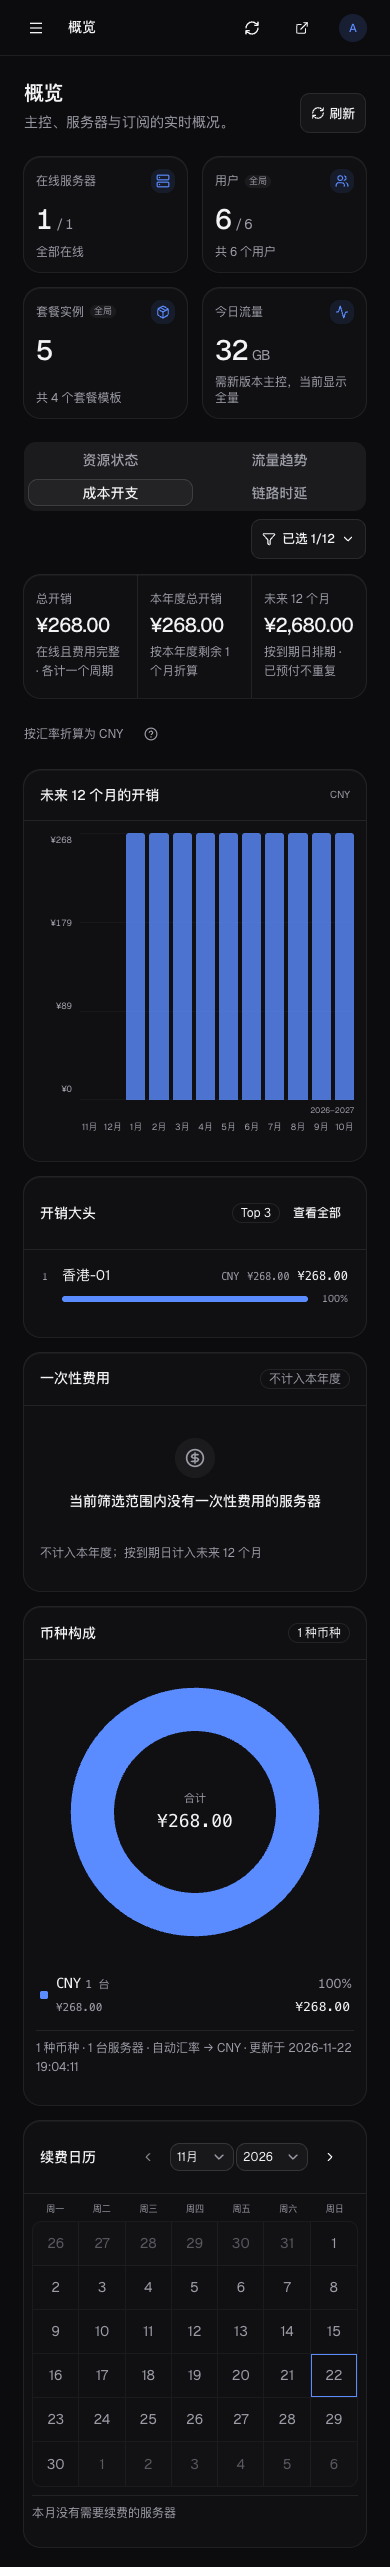 概览
A
概览
主控、服务器与订阅的实时概况。
刷新
在线服务器
1 / 1
全部在线
用户 全局
6 / 6
共 6 个用户
套餐实例 全局
5
共 4 个套餐模板
今日流量
32 GB
需新版本主控，当前显示
全量
资源状态
流量趋势
成本开支
链路时延
已选 1/12
总开销
¥268.00
在线且费用完整
· 各计一个周期
本年度总开销
¥268.00
按本年度剩余 1
个月折算
未来 12 个月
¥2,680.00
按到期日排期 ·
已预付不重复
按汇率折算为 CNY
未来 12 个月的开销
CNY
¥268
¥179
¥89
¥0
2026–2027
11月 12月 1月 2月 3月 4月 5月 6月 7月 8月 9月 10月
开销大头
Top 3
查看全部
1 香港-01 CNY ¥268.00 ¥268.00
100%
一次性费用
不计入本年度
当前筛选范围内没有一次性费用的服务器
不计入本年度；按到期日计入未来 12 个月
币种构成
1 种币种
合计
¥268.00
CNY 1 台 100%
¥268.00 ¥268.00
1 种币种 · 1 台服务器 · 自动汇率 → CNY · 更新于 2026-11-22
19:04:11
续费日历
11月
2026
周一 周二 周三 周四 周五 周六 周日
26 27 28 29 30 31 1
2 3 4 5 6 7 8
9 10 11 12 13 14 15
16 17 18 19 20 21 22
23 24 25 26 27 28 29
30 1 2 3 4 5 6
本月没有需要续费的服务器